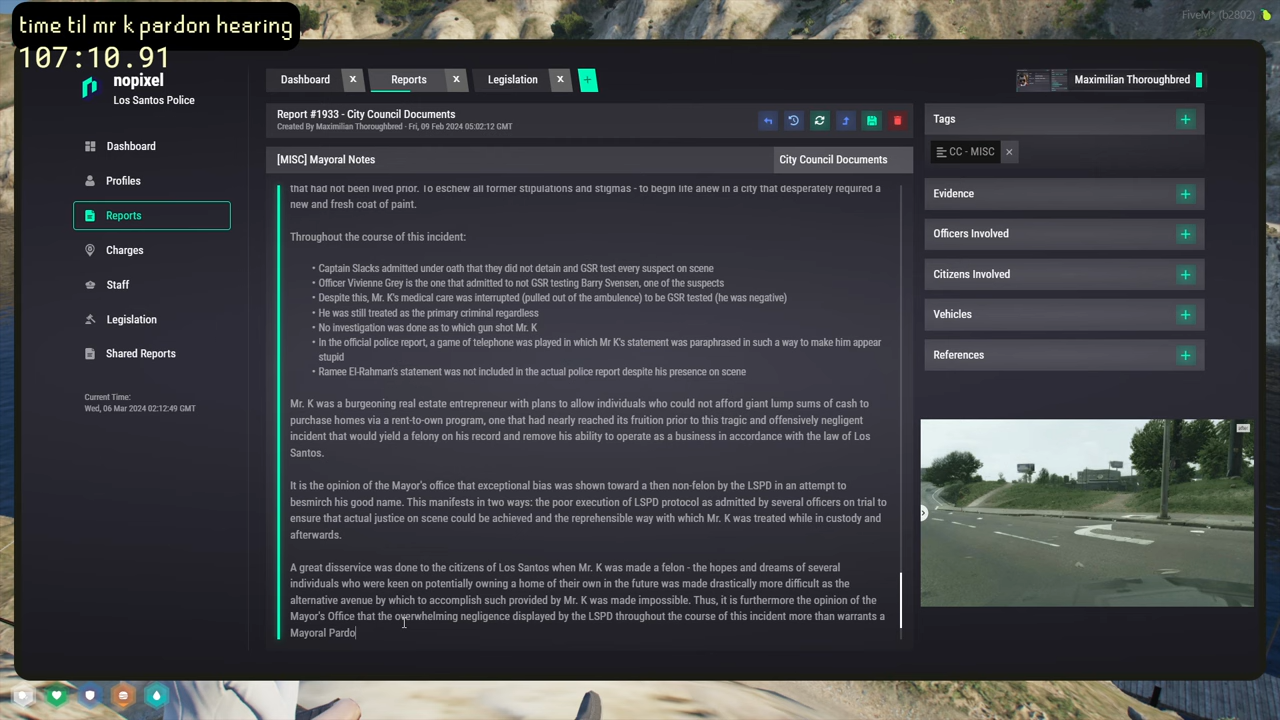 time til mr k pardon hearing
107:10.91
FiveM® (b2802)
nopixel
Los Santos Police
Dashboard x
Reports x
Legislation x
+
Maximilian Thoroughbred
Dashboard
Profiles
Reports
Charges
Staff
Legislation
Shared Reports
Current Time:
Wed, 06 Mar 2024 02:12:49 GMT
Report #1933 - City Council Documents
Created By Maximilian Thoroughbred · Fri, 09 Feb 2024 05:02:12 GMT
[MISC] Mayoral Notes
City Council Documents
that had not been lived prior. To eschew all former stipulations and stigmas - to begin life anew in a city that desperately required a
new and fresh coat of paint.
Throughout the course of this incident:
• Captain Slacks admitted under oath that they did not detain and GSR test every suspect on scene
• Officer Vivienne Grey is the one that admitted to not GSR testing Barry Svensen, one of the suspects
• Despite this, Mr. K's medical care was interrupted (pulled out of the ambulance) to be GSR tested (he was negative)
• He was still treated as the primary criminal regardless
• No investigation was done as to which gun shot Mr. K
• In the official police report, a game of telephone was played in which Mr K's statement was paraphrased in such a way to make him appear
stupid
• Ramee El-Rahman's statement was not included in the actual police report despite his presence on scene
Mr. K was a burgeoning real estate entrepreneur with plans to allow individuals who could not afford giant lump sums of cash to
purchase homes via a rent-to-own program, one that had nearly reached its fruition prior to this tragic and offensively negligent
incident that would yield a felony on his record and remove his ability to operate as a business in accordance with the law of Los
Santos.
It is the opinion of the Mayor's office that exceptional bias was shown toward a then non-felon by the LSPD in an attempt to
besmirch his good name. This manifests in two ways: the poor execution of LSPD protocol as admitted by several officers on trial to
ensure that actual justice on scene could be achieved and the reprehensible way with which Mr. K was treated while in custody and
afterwards.
A great disservice was done to the citizens of Los Santos when Mr. K was made a felon - the hopes and dreams of several
individuals who were keen on potentially owning a home of their own in the future was made drastically more difficult as the
alternative avenue by which to accomplish such provided by Mr. K was made impossible. Thus, it is furthermore the opinion of the
Mayor's Office that the overwhelming negligence displayed by the LSPD throughout the course of this incident more than warrants a
Mayoral Pardo
Tags +
CC - MISC x
Evidence +
Officers Involved +
Citizens Involved +
Vehicles +
References +